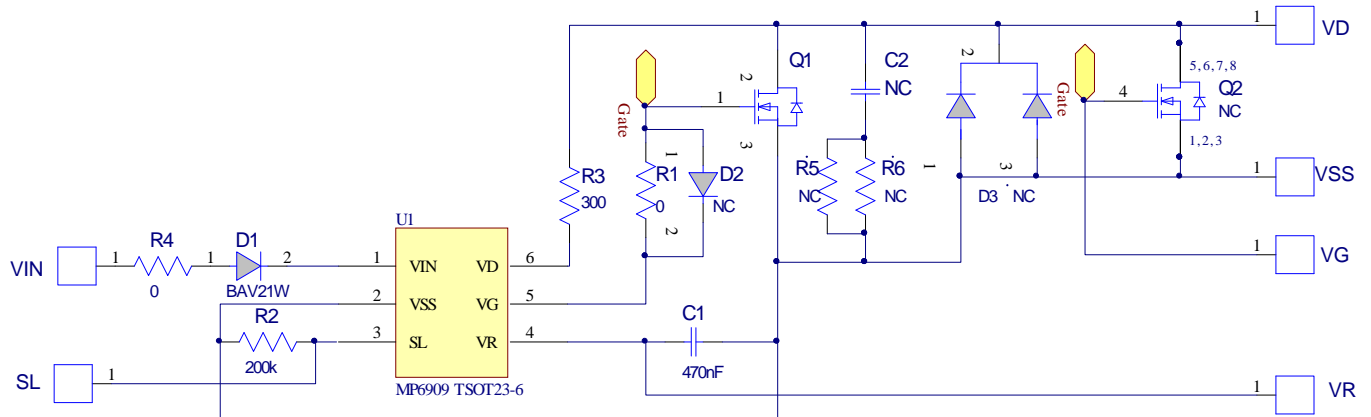 1 VD
2 Q1 C2 NC 2 5,6,7,8 Q2 NC
1 Gate 3 Gate 4
1,2,3
1 R1 0 2 D2 NC R5 NC R6 NC 1 3 D3 NC 1 VSS
R3 300
U1
VIN 1 R4 0 1 D1 BAV21W 2 1 VIN VD 6 1 VG
2 VSS VG 5
R2 200k 3 SL VR 4 C1 470nF
SL 1 MP6909 TSOT23-6 1 VR